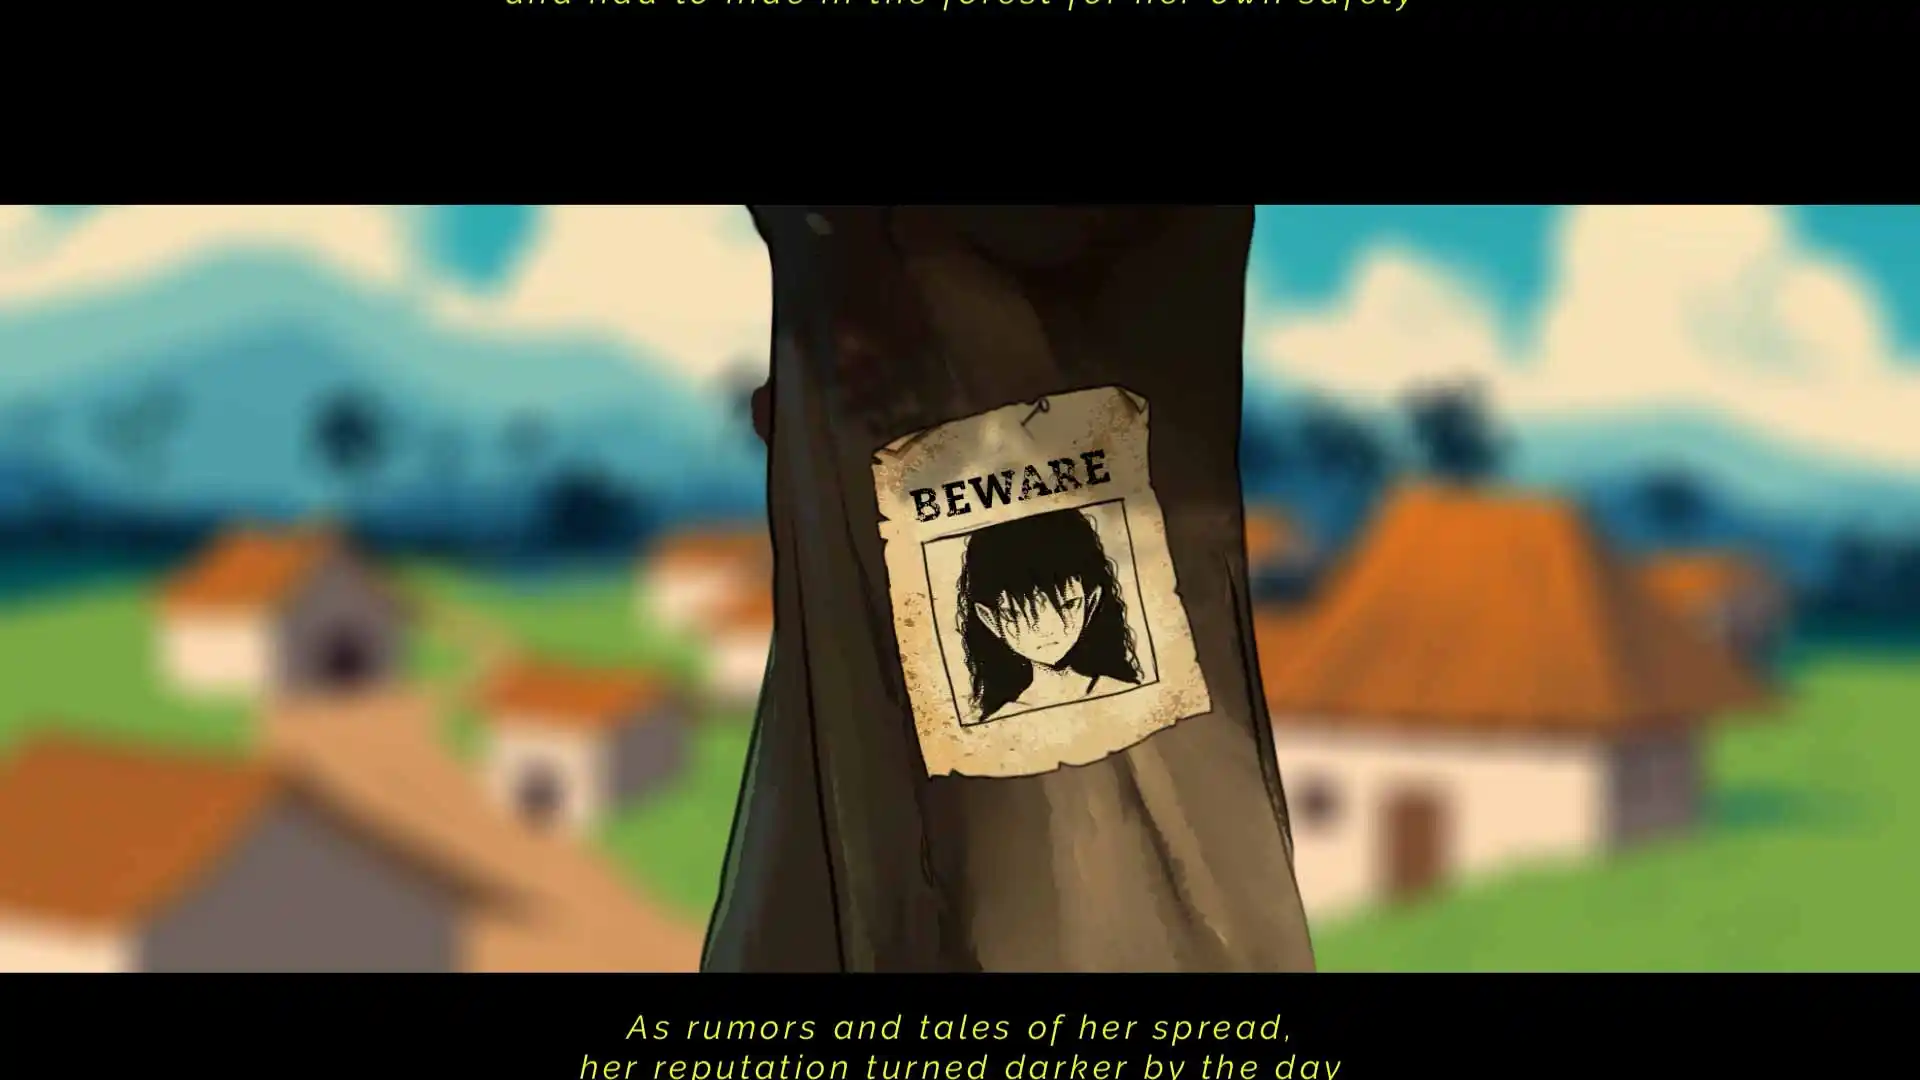 and had to hide in the forest for her own safety
BEWARE
As rumors and tales of her spread,
her reputation turned darker by the day